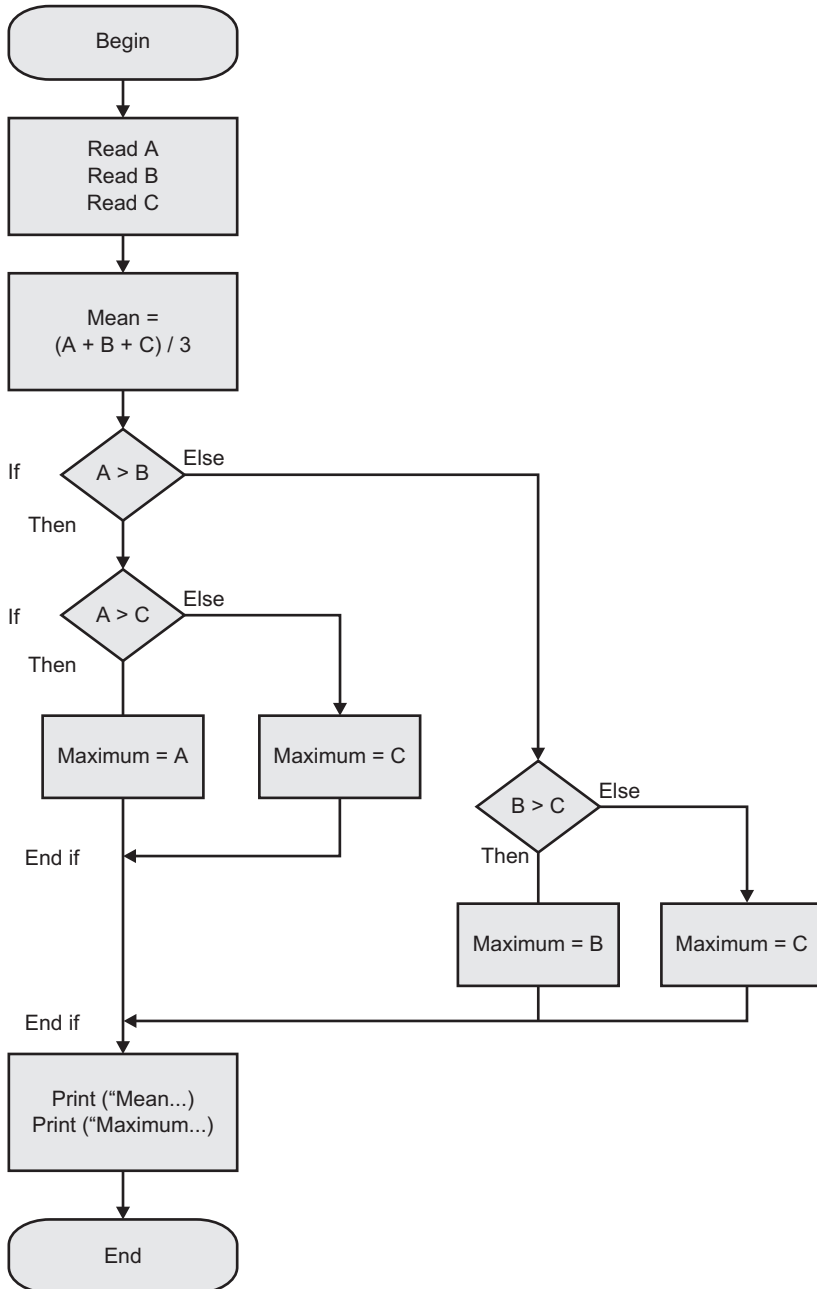 Begin
Read A
Read B
Read C
Mean =
(A + B + C) / 3
If
A > B
Else
Then
If
A > C
Else
Then
Maximum = A
Maximum = C
B > C
Else
Then
End if
Maximum = B
Maximum = C
End if
Print (“Mean...)
Print (“Maximum...)
End